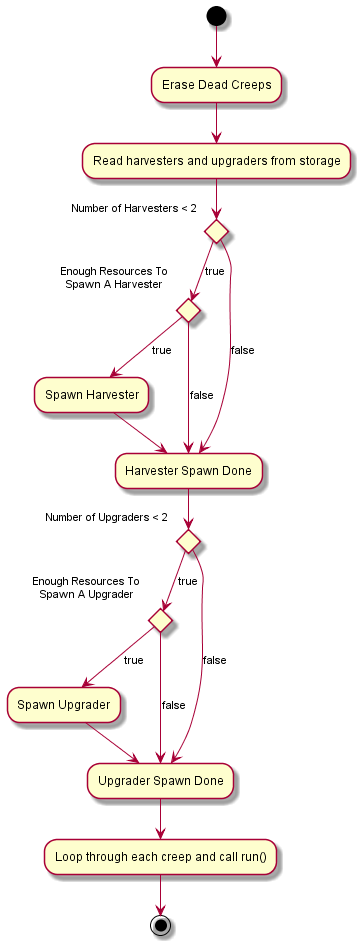 Erase Dead Creeps
Read harvesters and upgraders from storage
Number of Harvesters < 2
Enough Resources To
Spawn A Harvester
true
true
false
false
Spawn Harvester
Harvester Spawn Done
Number of Upgraders < 2
Enough Resources To
Spawn A Upgrader
true
true
false
false
Spawn Upgrader
Upgrader Spawn Done
Loop through each creep and call run()